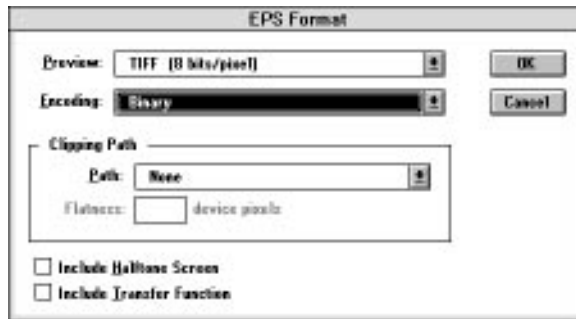 EPS Format
Preview: TIFF (8 bits/pixel) OK
Encoding: Binary Cancel
Clipping Path
Path: None
Flatness: device pixels
Include Halftone Screen
Include Transfer Function